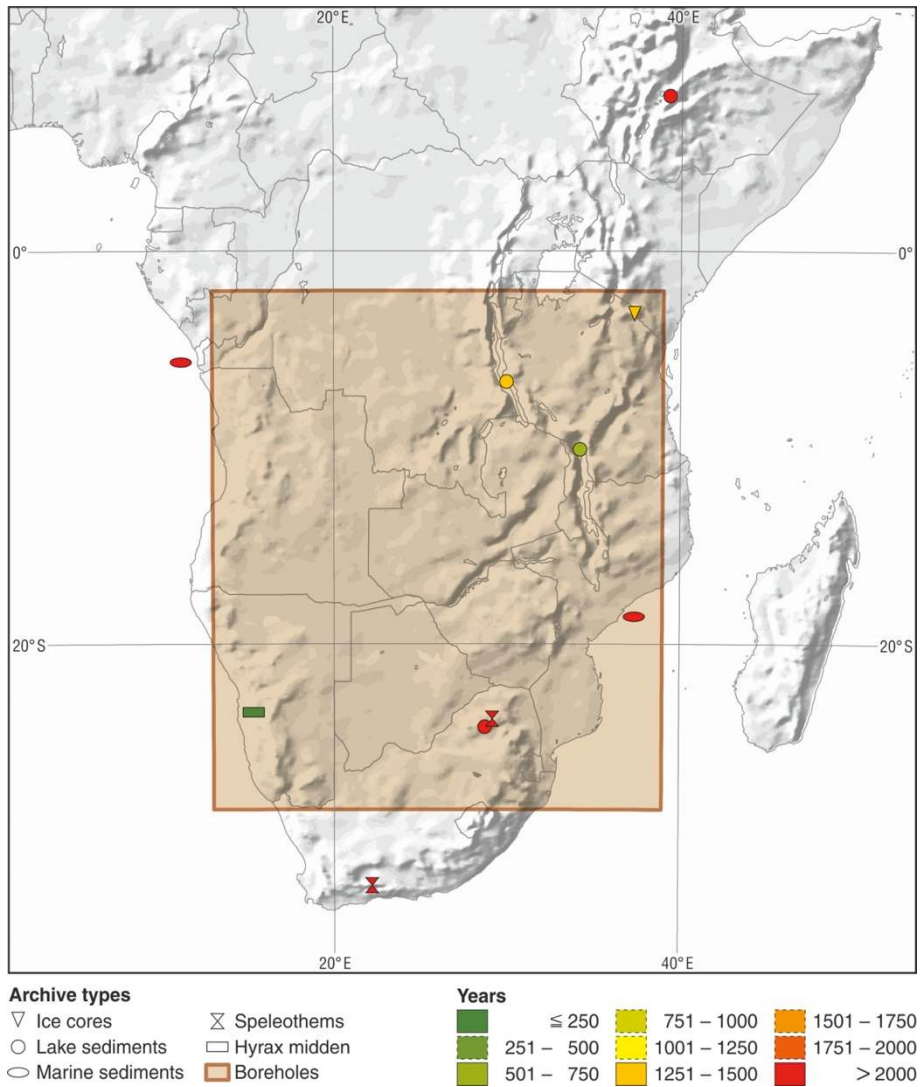 20°E 40°E
0° 0°
20°S 20°S
20°E 40°E
Archive types
Ice cores
Lake sediments
Marine sediments
Speleothems
Hyrax midden
Boreholes
Years
≦ 250
251 – 500
501 – 750
751 – 1000
1001 – 1250
1251 – 1500
1501 – 1750
1751 – 2000
> 2000